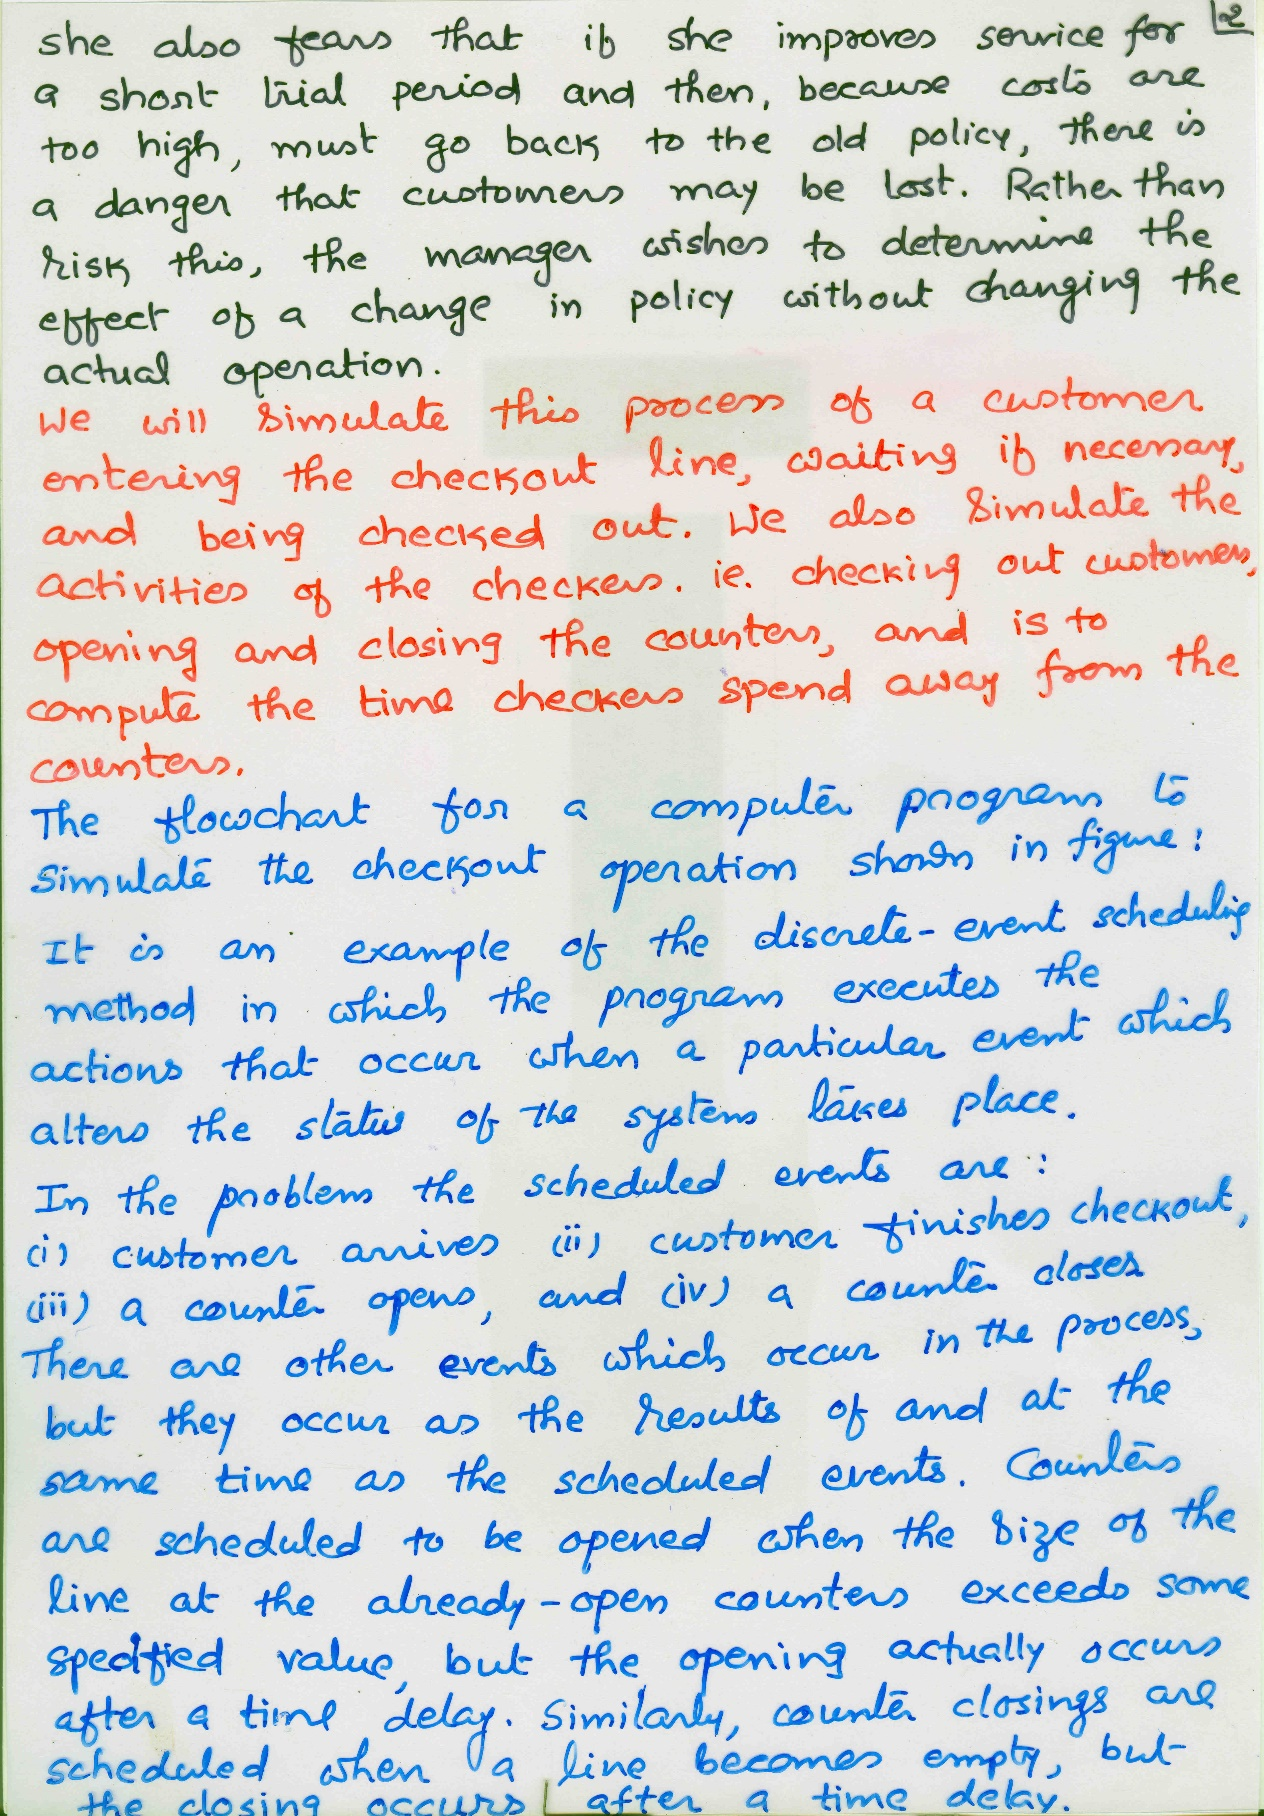 12
she also fears that if she improves service for
a short trial period and then, because costs are
too high, must go back to the old policy, there is
a danger that customers may be lost. Rather than
risk this, the manager wishes to determine the
effect of a change in policy without changing the
actual operation.
We will simulate this process of a customer
entering the checkout line, waiting if necessary,
and being checked out. We also simulate the
activities of the checkers. ie. checking out customers,
opening and closing the counters, and is to
compute the time checkers spend away from the
counters.
The flowchart for a computer program to
simulate the checkout operation shown in figure:
It is an example of the discrete-event scheduling
method in which the program executes the
actions that occur when a particular event which
alters the status of the system takes place.
In the problem the scheduled events are:
(i) customer arrives (ii) customer finishes checkout,
(iii) a counter opens, and (iv) a counter closes
There are other events which occur in the process,
but they occur as the results of and at the
same time as the scheduled events. Counters
are scheduled to be opened when the size of the
line at the already-open counters exceeds some
specified value, but the opening actually occurs
after a time delay. Similarly, counter closings are
scheduled when a line becomes empty, but
the closing occurs after a time delay.